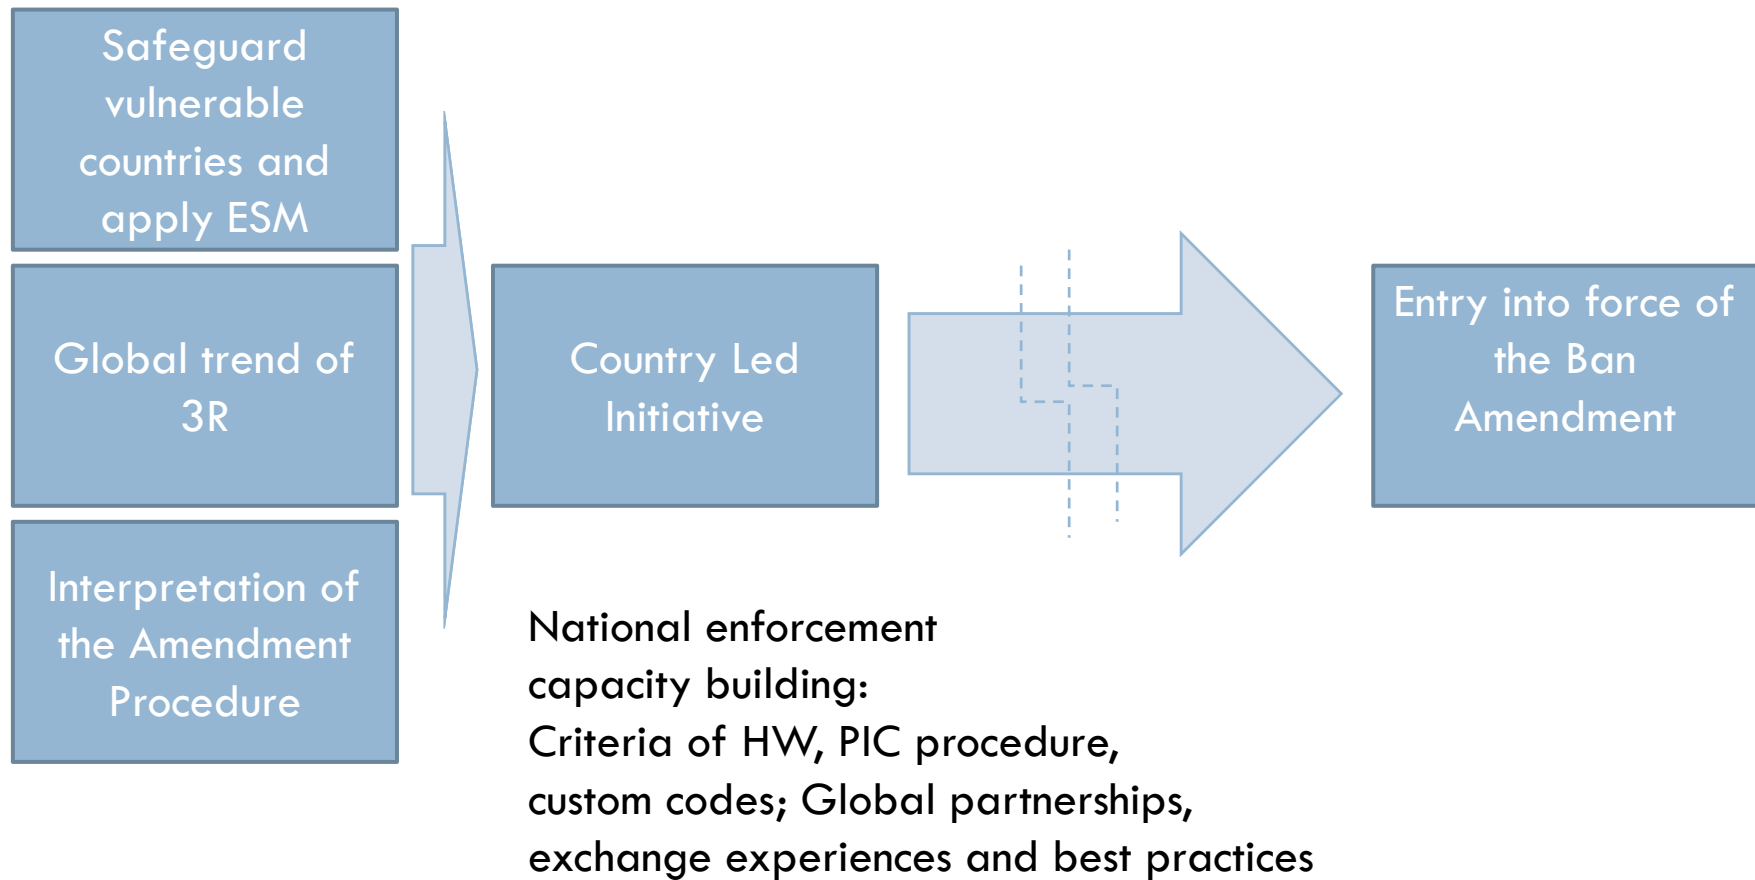 Safeguard
vulnerable
countries and
apply ESM
Global trend of
3R
Interpretation of
the Amendment
Procedure
Country Led
Initiative
Entry into force of
the Ban
Amendment
National enforcement
capacity building:
Criteria of HW, PIC procedure,
custom codes; Global partnerships,
exchange experiences and best practices